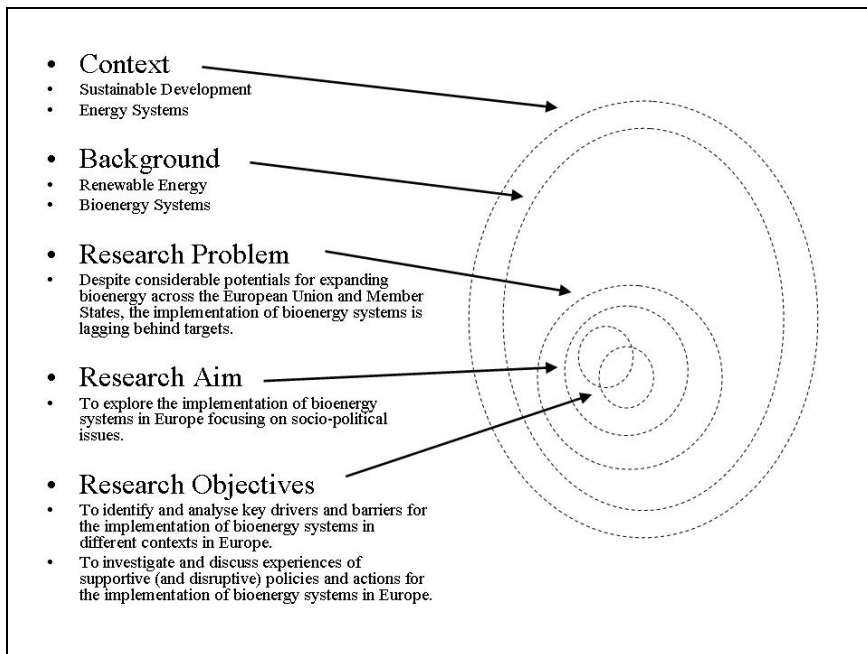 • Context
• Sustainable Development
• Energy Systems
• Background
• Renewable Energy
• Bioenergy Systems
• Research Problem
• Despite considerable potentials for expanding
bioenergy across the European Union and Member
States, the implementation of bioenergy systems is
lagging behind targets.
• Research Aim
• To explore the implementation of bioenergy
systems in Europe focusing on socio-political
issues.
• Research Objectives
• To identify and analyse key drivers and barriers for
the implementation of bioenergy systems in
different contexts in Europe.
• To investigate and discuss experiences of
supportive (and disruptive) policies and actions for
the implementation of bioenergy systems in Europe.